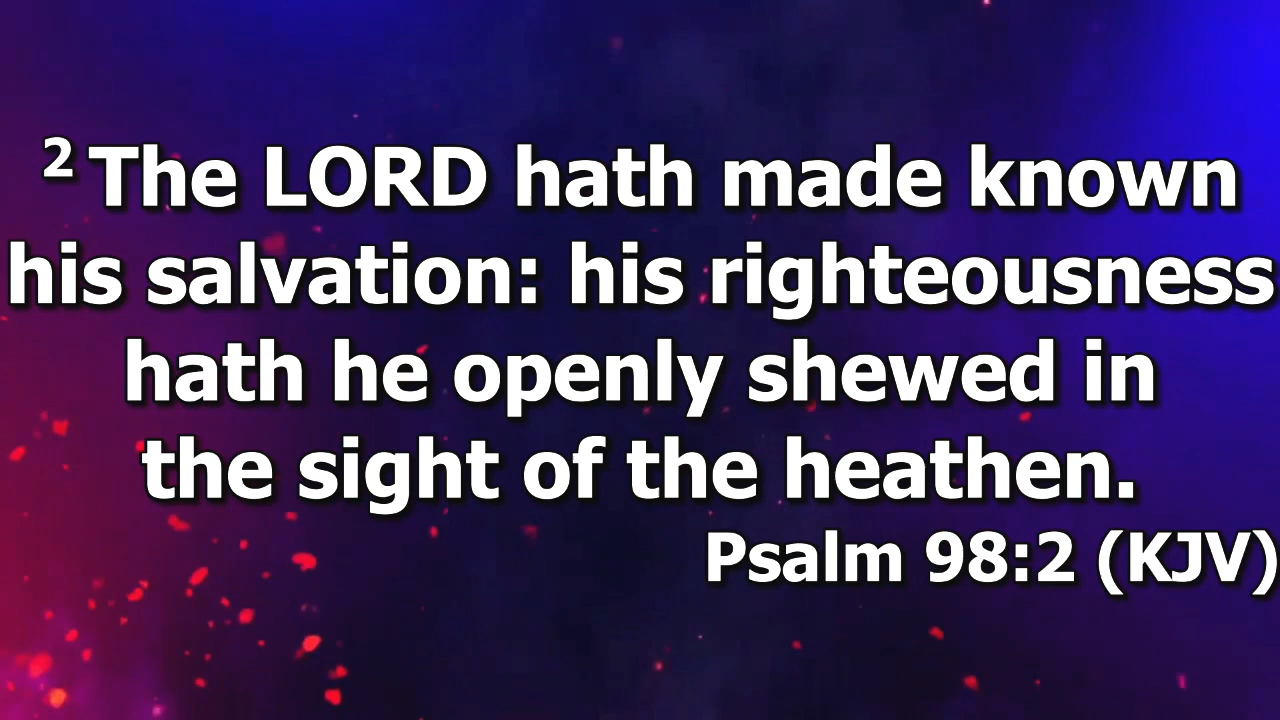 2 The LORD hath made known
his salvation: his righteousness
hath he openly shewed in
the sight of the heathen.
Psalm 98:2 (KJV)